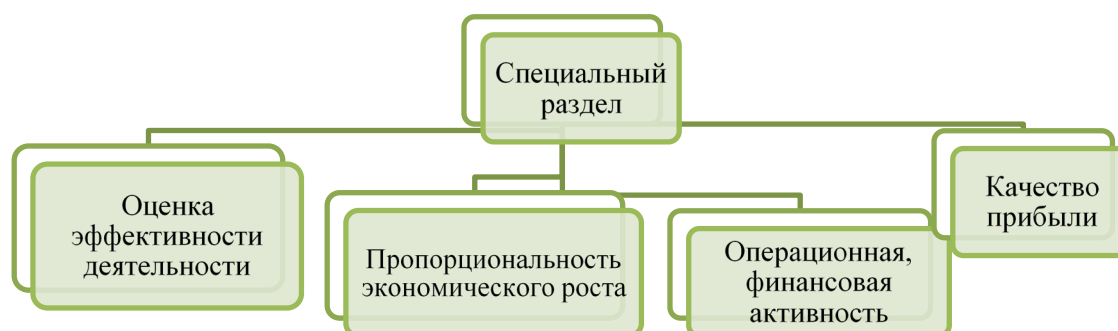 Специальный
раздел
Оценка
эффективности
деятельности
Пропорциональность
экономического роста
Операционная,
финансовая
активность
Качество
прибыли